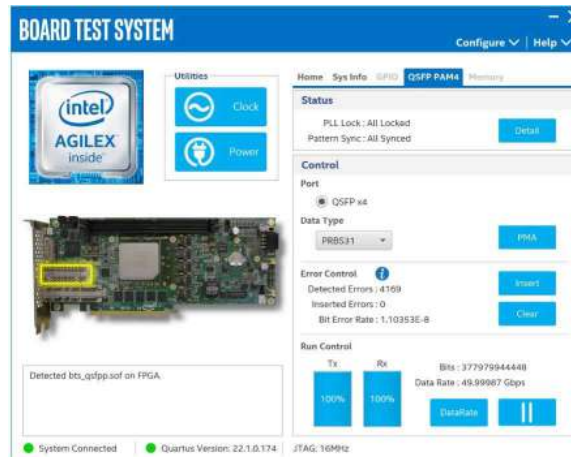 BOARD TEST SYSTEM
Configure | Help
intel
AGILEX
inside
Utilities
Clock
Power
Home Sys Info GPIO QSFP PAM4 Memory
Status
PLL Lock : All Locked
Pattern Sync : All Synced
Detail
Control
Port
QSFP x4
Data Type
PRBS31
PMA
Error Control
Detected Errors : 4169
Inserted Errors : 0
Bit Error Rate : 1.10353E-8
Insert
Clear
Run Control
Tx Rx
100% 100%
Bits : 377979944448
Data Rate : 49.99987 Gbps
DataRate
Detected bts_qsfpp.sof on FPGA.
System Connected Quartus Version: 22.1.0.174 JTAG: 16MHz